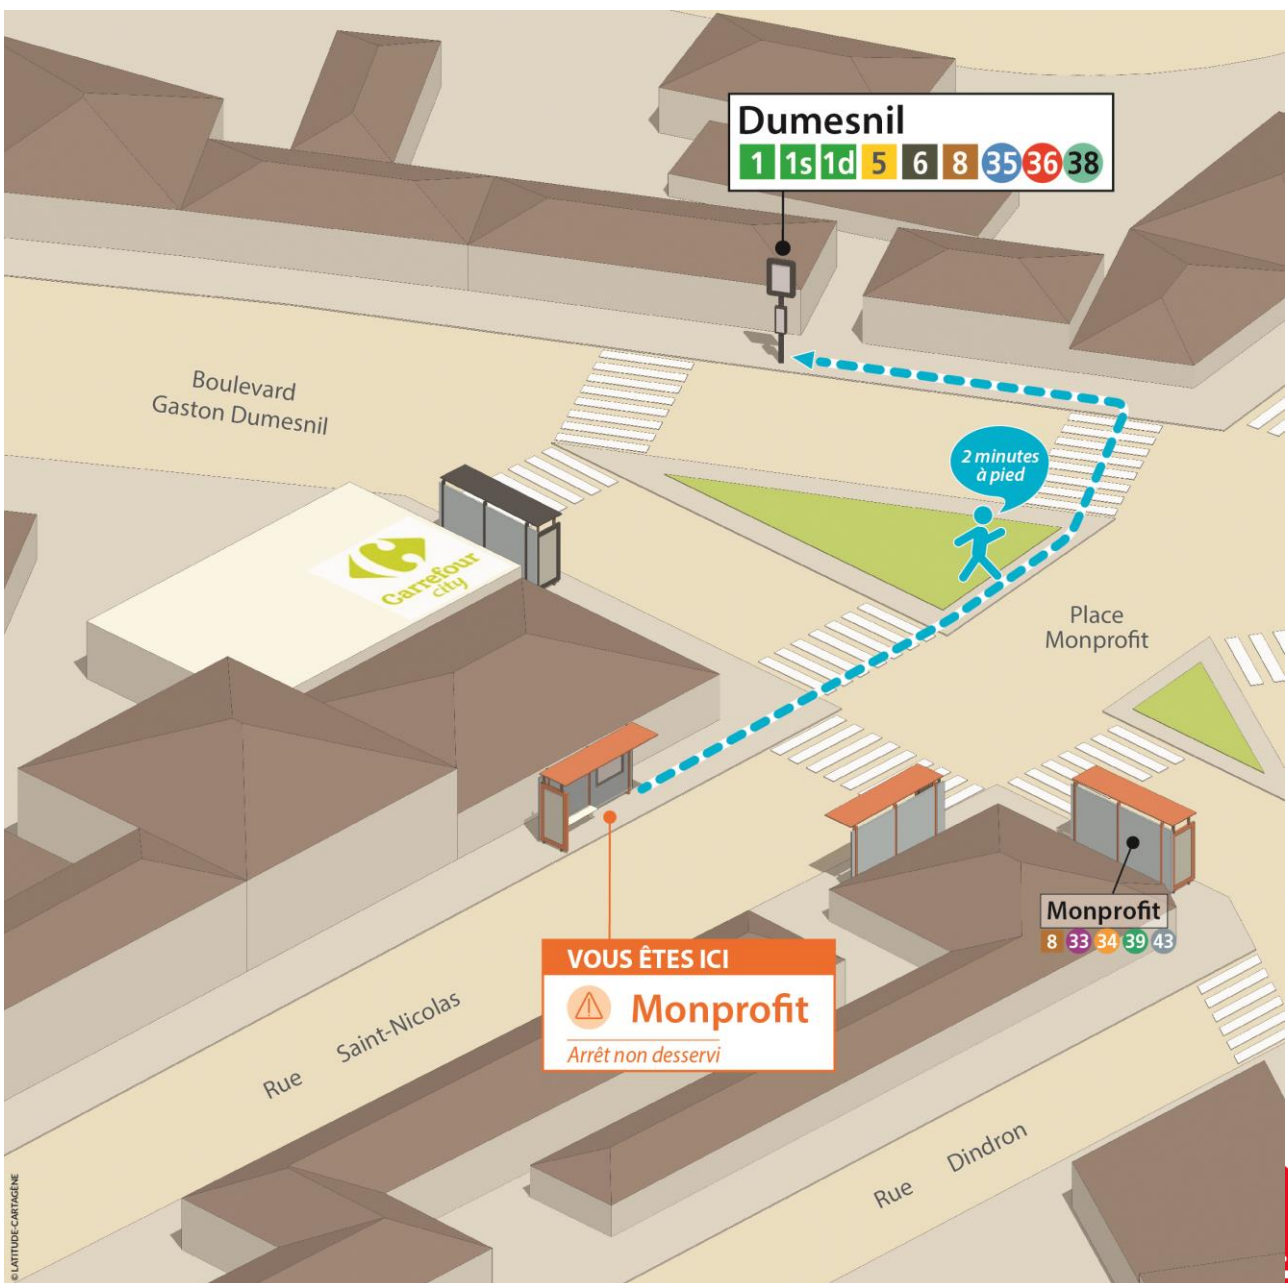 Dumesnil
1 1s 1d 5 6 8 35 36 38
Boulevard
Gaston Dumesnil
2 minutes
à pied
Carrefour
city
Place
Monprofit
Monprofit
8 33 34 39 43
VOUS ÊTES ICI
Monprofit
Arrêt non desservi
Rue Saint-Nicolas
Rue Dindron
© LATITUDE-CARTAGÈNE